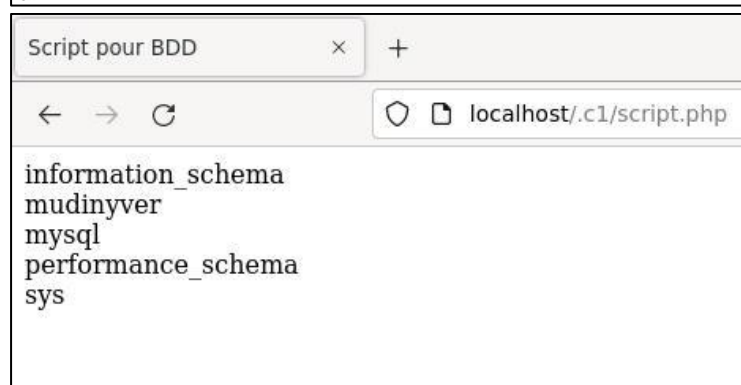 Script pour BDD
localhost/.c1/script.php
information_schema
mudinyver
mysql
performance_schema
sys